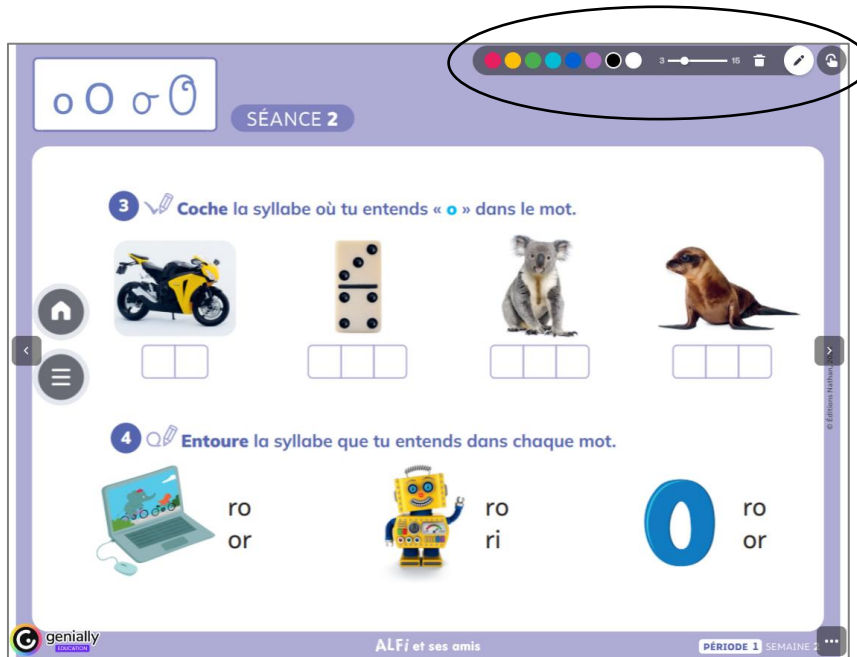 3 15
o O o O
SÉANCE 2
3 Coche la syllabe où tu entends « o » dans le mot.
4 Entoure la syllabe que tu entends dans chaque mot.
ro ro ro
or ri or
© Éditions Nathan,
genially
EDUCATION
ALFi et ses amis
PÉRIODE 1 SEMAINE 2